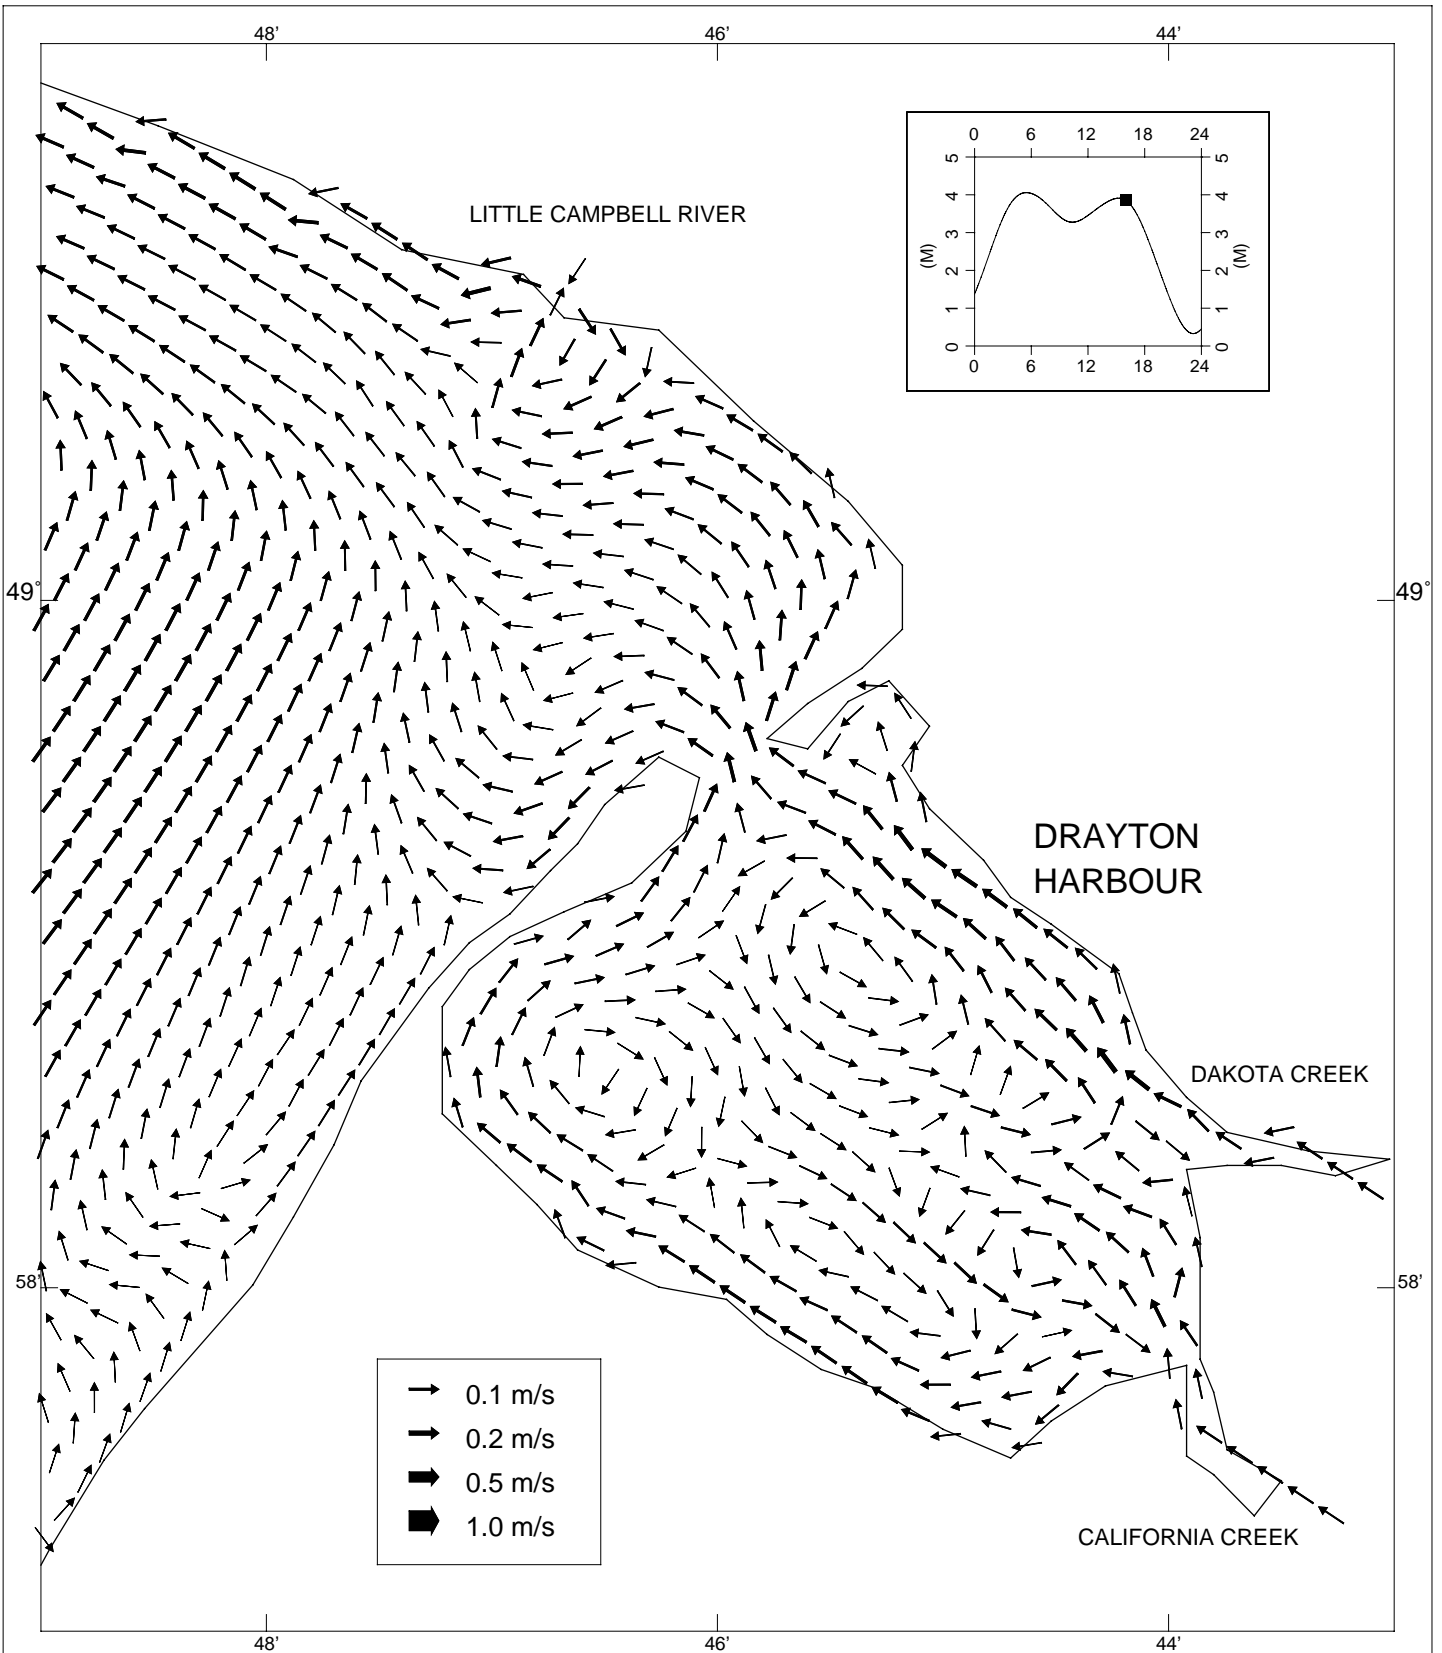 48' 46' 44'
0 6 12 18 24
5 5
4 4
3 3
(M) (M)
2 2
1 1
0 0
0 6 12 18 24
LITTLE CAMPBELL RIVER
49° 49°
DRAYTON
HARBOUR
DAKOTA CREEK
58' 58'
0.1 m/s
0.2 m/s
0.5 m/s
1.0 m/s
CALIFORNIA CREEK
48' 46' 44'